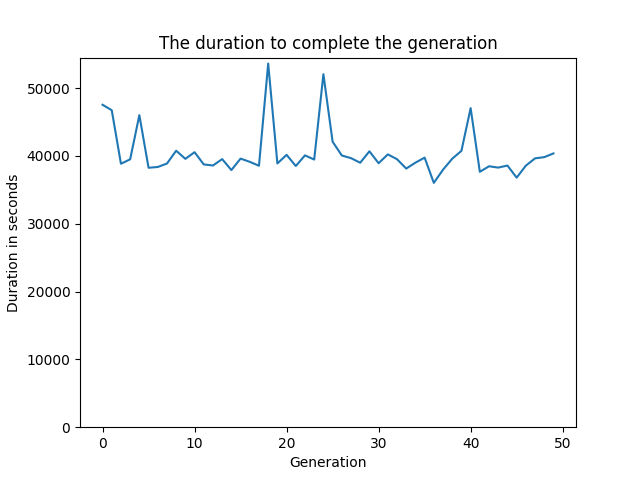 The duration to complete the generation
Duration in seconds
50000
40000
30000
20000
10000
0
0 10 20 30 40 50
Generation